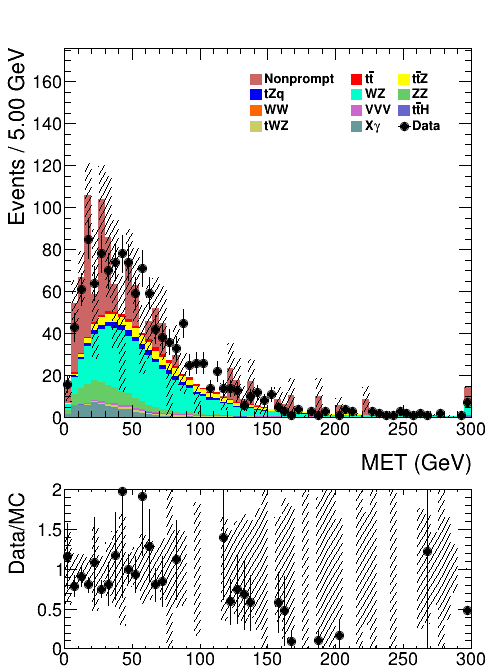 Events / 5.00 GeV
160
140
120
100
80
60
40
20
0
Nonprompt tt̄ tt̄Z
tZq WZ ZZ
WW VVV tt̄H
tWZ Xγ Data
0 50 100 150 200 250 300
MET (GeV)
Data/MC
2
1.5
1
0.5
0
0 50 100 150 200 250 300